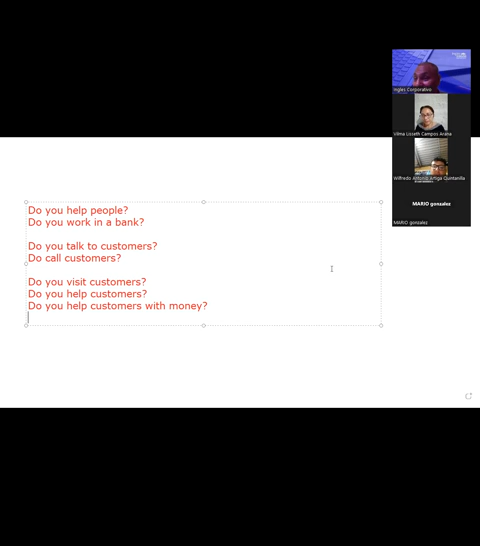 Do you help people?
Do you work in a bank?
Do you talk to customers?
Do call customers?
Do you visit customers?
Do you help customers?
Do you help customers with money?
Ingles Corporativo
Vilma Lisseth Campos Arana
Wilfredo Antonio Artiga Quintanilla
MARIO gonzalez
MARIO gonzalez